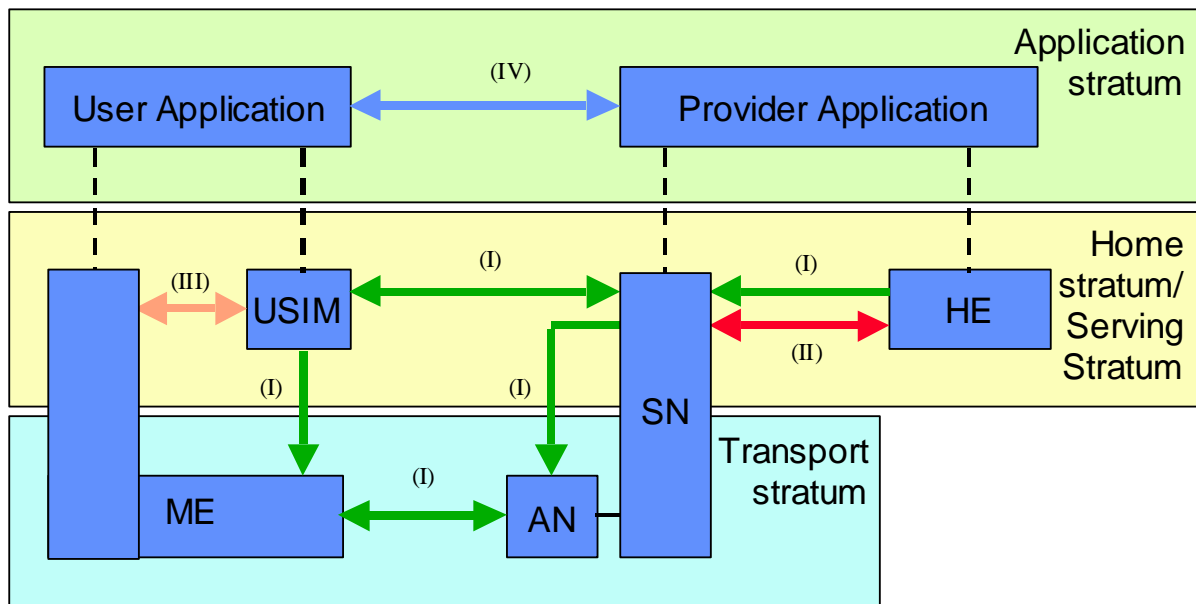 Application
stratum
(IV)
User Application
Provider Application
Home
stratum/
Serving
Stratum
(III)
USIM
(I)
(I)
HE
(II)
(I)
(I)
SN
Transport
stratum
ME
(I)
AN